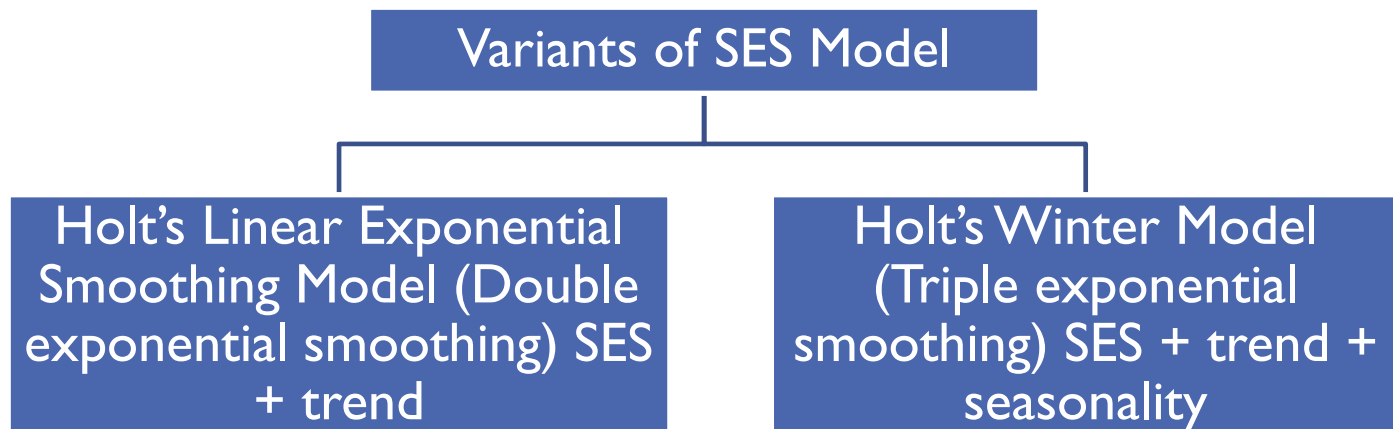 Variants of SES Model
Holt’s Linear Exponential
Smoothing Model (Double
exponential smoothing) SES
+ trend
Holt’s Winter Model
(Triple exponential
smoothing) SES + trend +
seasonality